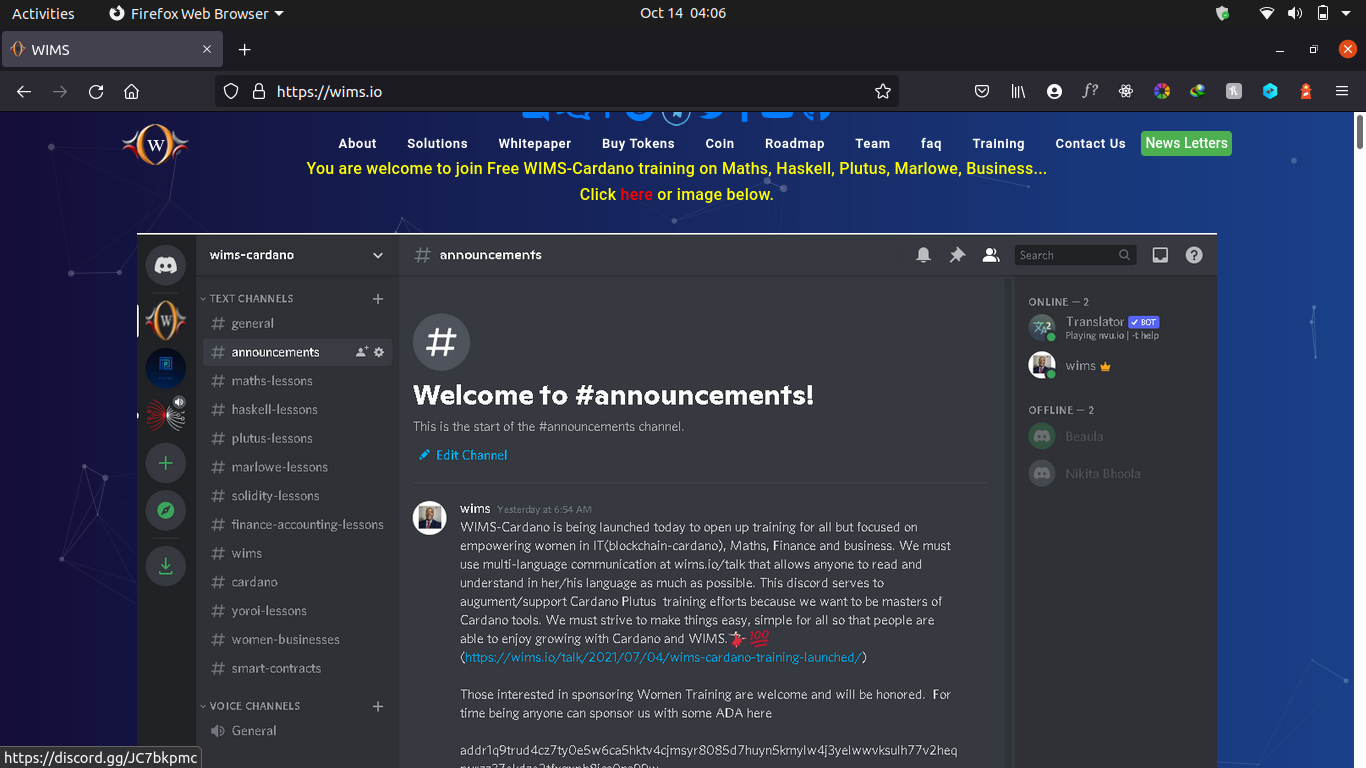 Activities Firefox Web Browser Oct 14 04:06
WIMS
https://wims.io
W About Solutions Whitepaper Buy Tokens Coin Roadmap Team faq Training Contact Us News Letters
You are welcome to join Free WIMS-Cardano training on Maths, Haskell, Plutus, Marlowe, Business...
Click here or image below.
wims-cardano
# announcements
Search
TEXT CHANNELS
# general
# announcements
# maths-lessons
# haskell-lessons
# plutus-lessons
# marlowe-lessons
# solidity-lessons
# finance-accounting-lessons
# wims
# cardano
# yoroi-lessons
# women-businesses
# smart-contracts
VOICE CHANNELS
General
#
Welcome to #announcements!
This is the start of the #announcements channel.
Edit Channel
wims Yesterday at 6:54 AM
WIMS-Cardano is being launched today to open up training for all but focused on
empowering women in IT(blockchain-cardano), Maths, Finance and business. We must
use multi-language communication at wims.io/talk that allows anyone to read and
understand in her/his language as much as possible. This discord serves to
augument/support Cardano Plutus training efforts because we want to be masters of
Cardano tools. We must strive to make things easy, simple for all so that people are
able to enjoy growing with Cardano and WIMS. 💯
(https://wims.io/talk/2021/07/04/wims-cardano-training-launched/)
Those interested in sponsoring Women Training are welcome and will be honored. For
time being anyone can sponsor us with some ADA here
addr1q9trud4cz7ty0e5w6ca5hktv4cjmsyr8085d7huyn5kmylw4j3yelwwvksulh77v2heq
ONLINE — 2
Translator ✓ BOT
Playing nvu.io | -t help
wims
OFFLINE — 2
Beaula
Nikita Bhoola
https://discord.gg/JC7bkpmc